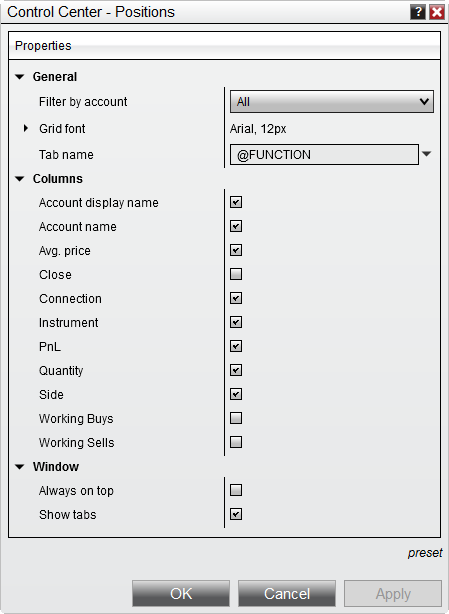 Control Center - Positions ?
Properties
General
Filter by account All
Grid font Arial, 12px
Tab name @FUNCTION
Columns
Account display name
Account name
Avg. price
Close
Connection
Instrument
PnL
Quantity
Side
Working Buys
Working Sells
Window
Always on top
Show tabs
preset
OK Cancel Apply